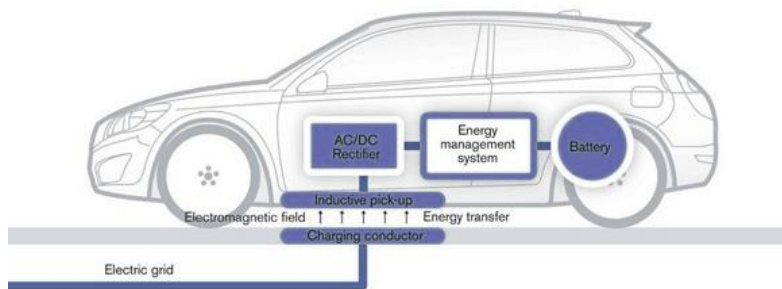 AC/DC
Rectifier
Energy
management
system
Battery
Inductive pick-up
Electromagnetic field
Energy transfer
Charging conductor
Electric grid